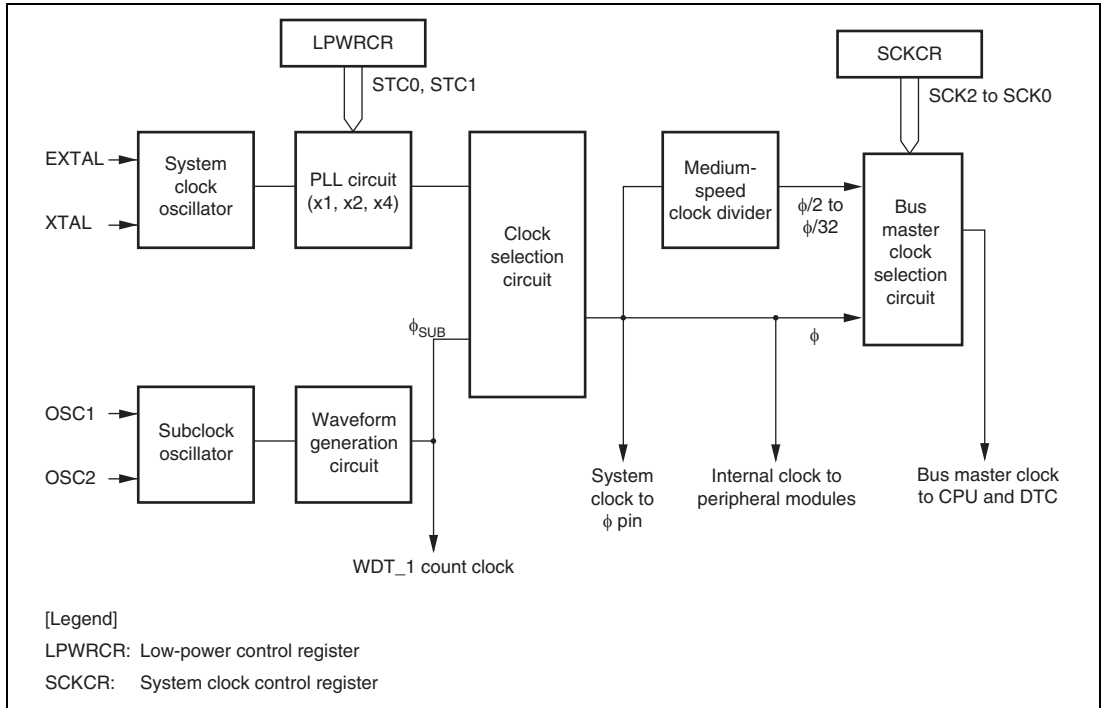 LPWRCR
SCKCR
STC0, STC1
SCK2 to SCK0
EXTAL
XTAL
System
clock
oscillator
PLL circuit
(x1, x2, x4)
Clock
selection
circuit
Medium-
speed
clock divider
ϕ/2 to
ϕ/32
Bus
master
clock
selection
circuit
ϕSUB
ϕ
OSC1
OSC2
Subclock
oscillator
Waveform
generation
circuit
System
clock to
ϕ pin
Internal clock to
peripheral modules
Bus master clock
to CPU and DTC
WDT_1 count clock
[Legend]
LPWRCR: Low-power control register
SCKCR: System clock control register